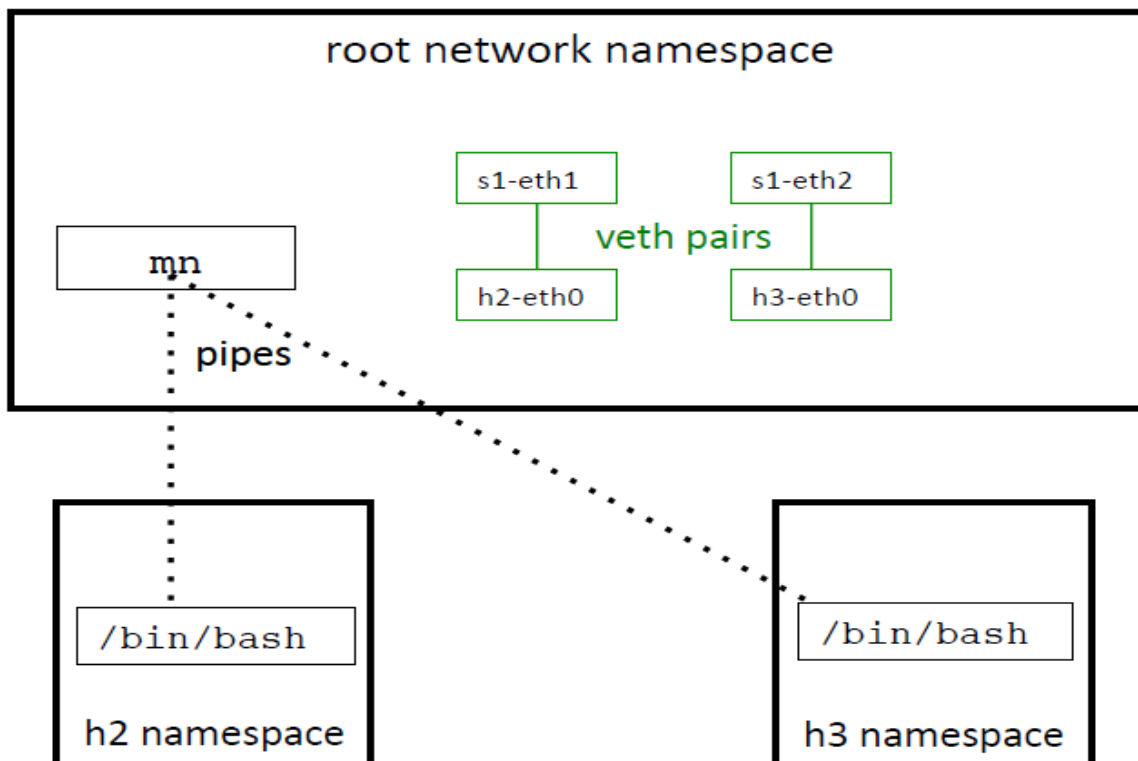 root network namespace
s1-eth1
s1-eth2
veth pairs
mn
h2-eth0
h3-eth0
pipes
/bin/bash
/bin/bash
h2 namespace
h3 namespace